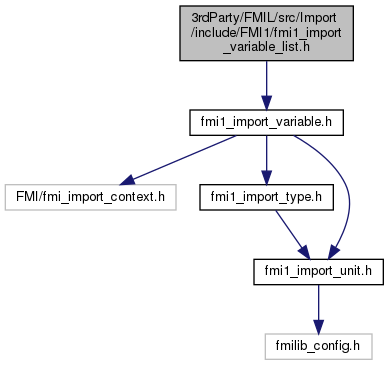 3rdParty/FMIL/src/Import
/include/FMI1/fmi1_import
_variable_list.h
fmi1_import_variable.h
FMI/fmi_import_context.h
fmi1_import_type.h
fmi1_import_unit.h
fmilib_config.h